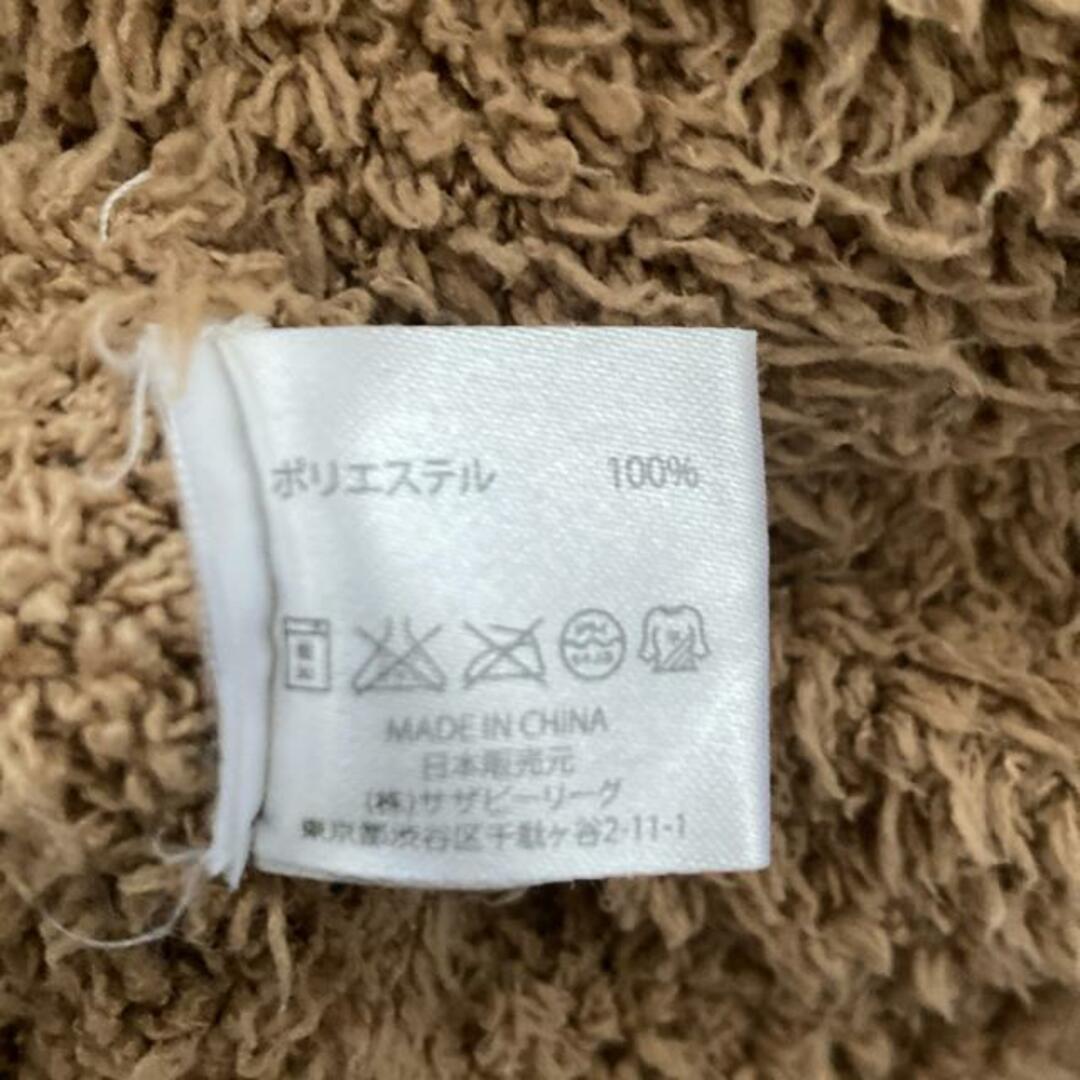 ポリエステル 100%
MADE IN CHINA
日本販売元
(株)サザビーリーグ
東京都渋谷区千駄ヶ谷2-11-1